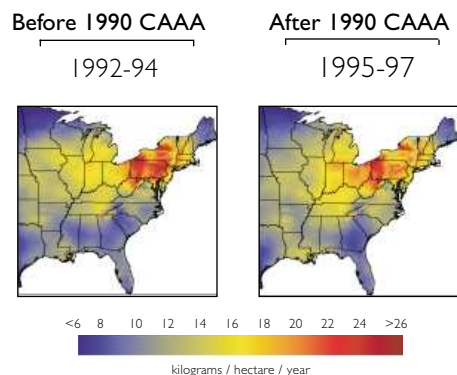 Before 1990 CAAA
After 1990 CAAA
1992-94
1995-97
<6 8 10 12 14 16 18 20 22 24 >26
kilograms / hectare / year